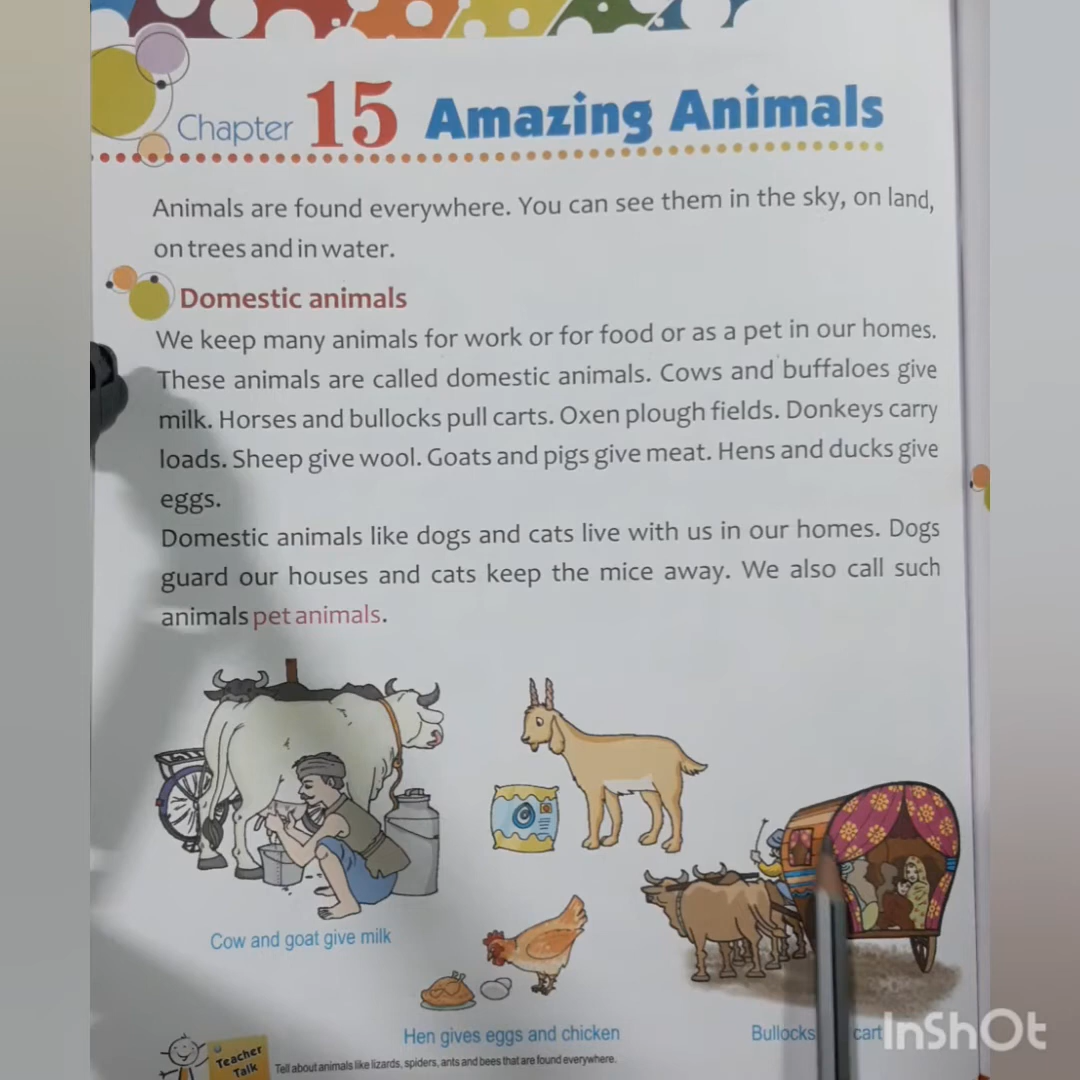 Chapter 15 Amazing Animals
Animals are found everywhere. You can see them in the sky, on land,
on trees and in water.
Domestic animals
We keep many animals for work or for food or as a pet in our homes.
These animals are called domestic animals. Cows and buffaloes give
milk. Horses and bullocks pull carts. Oxen plough fields. Donkeys carry
loads. Sheep give wool. Goats and pigs give meat. Hens and ducks give
eggs.
Domestic animals like dogs and cats live with us in our homes. Dogs
guard our houses and cats keep the mice away. We also call such
animals pet animals.
Cow and goat give milk
Hen gives eggs and chicken
Bullocks cart
Teacher
Talk
Tell about animals like lizards, spiders, ants and bees that are found everywhere.
InShOt